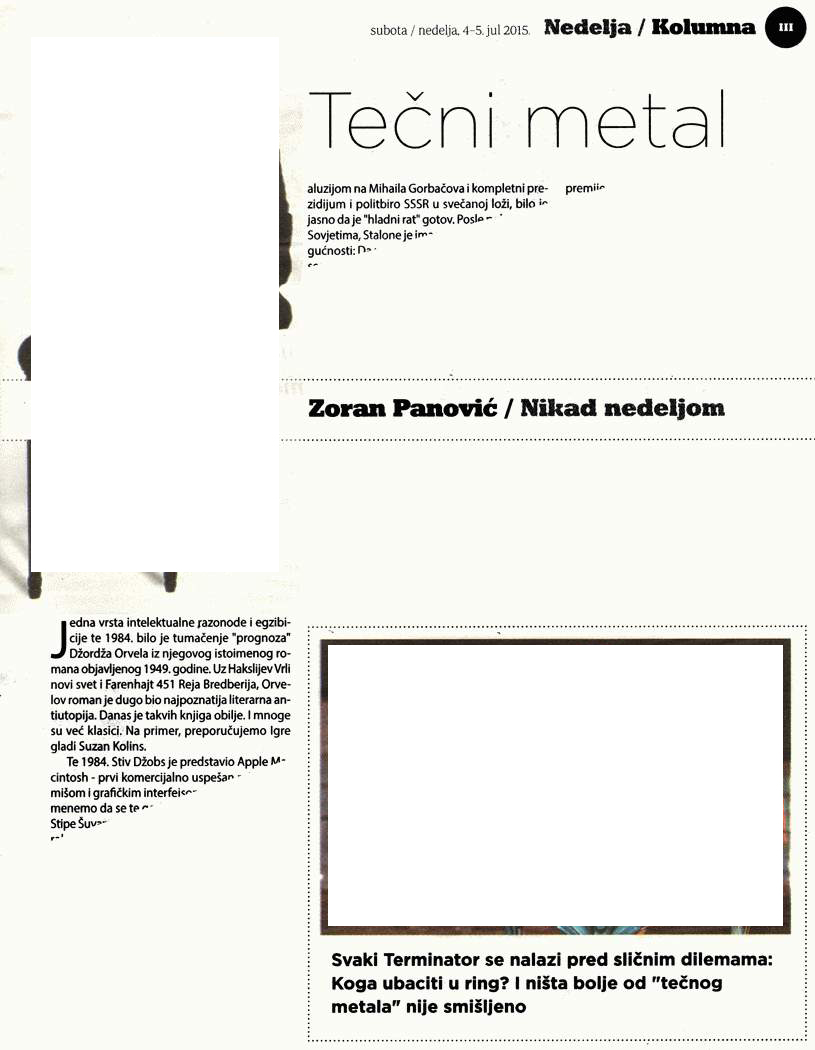 subota / nedelja, 4-5. jul 2015. Nedelja / Kolumna III
Tečni metal
aluzijom na Mihaila Gorbačova i kompletni pre-
zidijum i politbiro SSSR u svečanoj loži, bilo
jasno da je "hladni rat" gotov. Posle
Sovjetima, Stalone je
gućnosti:
Zoran Panović / Nikad nedeljom
Jedna vrsta intelektualne razonode i egzibi-
cije te 1984. bilo je tumačenje "prognoza"
Džordža Orvela iz njegovog istoimenog ro-
mana objavljenog 1949. godine. Uz Hakslijev Vrli
novi svet i Farenhajt 451 Reja Bredberija, Orve-
lov roman je dugo bio najpoznatija literarna an-
tiutopija. Danas je takvih knjiga obilje. I mnoge
su već klasici. Na primer, preporučujemo Igre
gladi Suzan Kolins.
Te 1984. Stiv Džobs je predstavio Apple
cintosh - prvi komercijalno uspešan
mišom i grafičkim
menemo da se te
Stipe
Svaki Terminator se nalazi pred sličnim dilemama:
Koga ubaciti u ring? I ništa bolje od "tečnog
metala" nije smišljeno